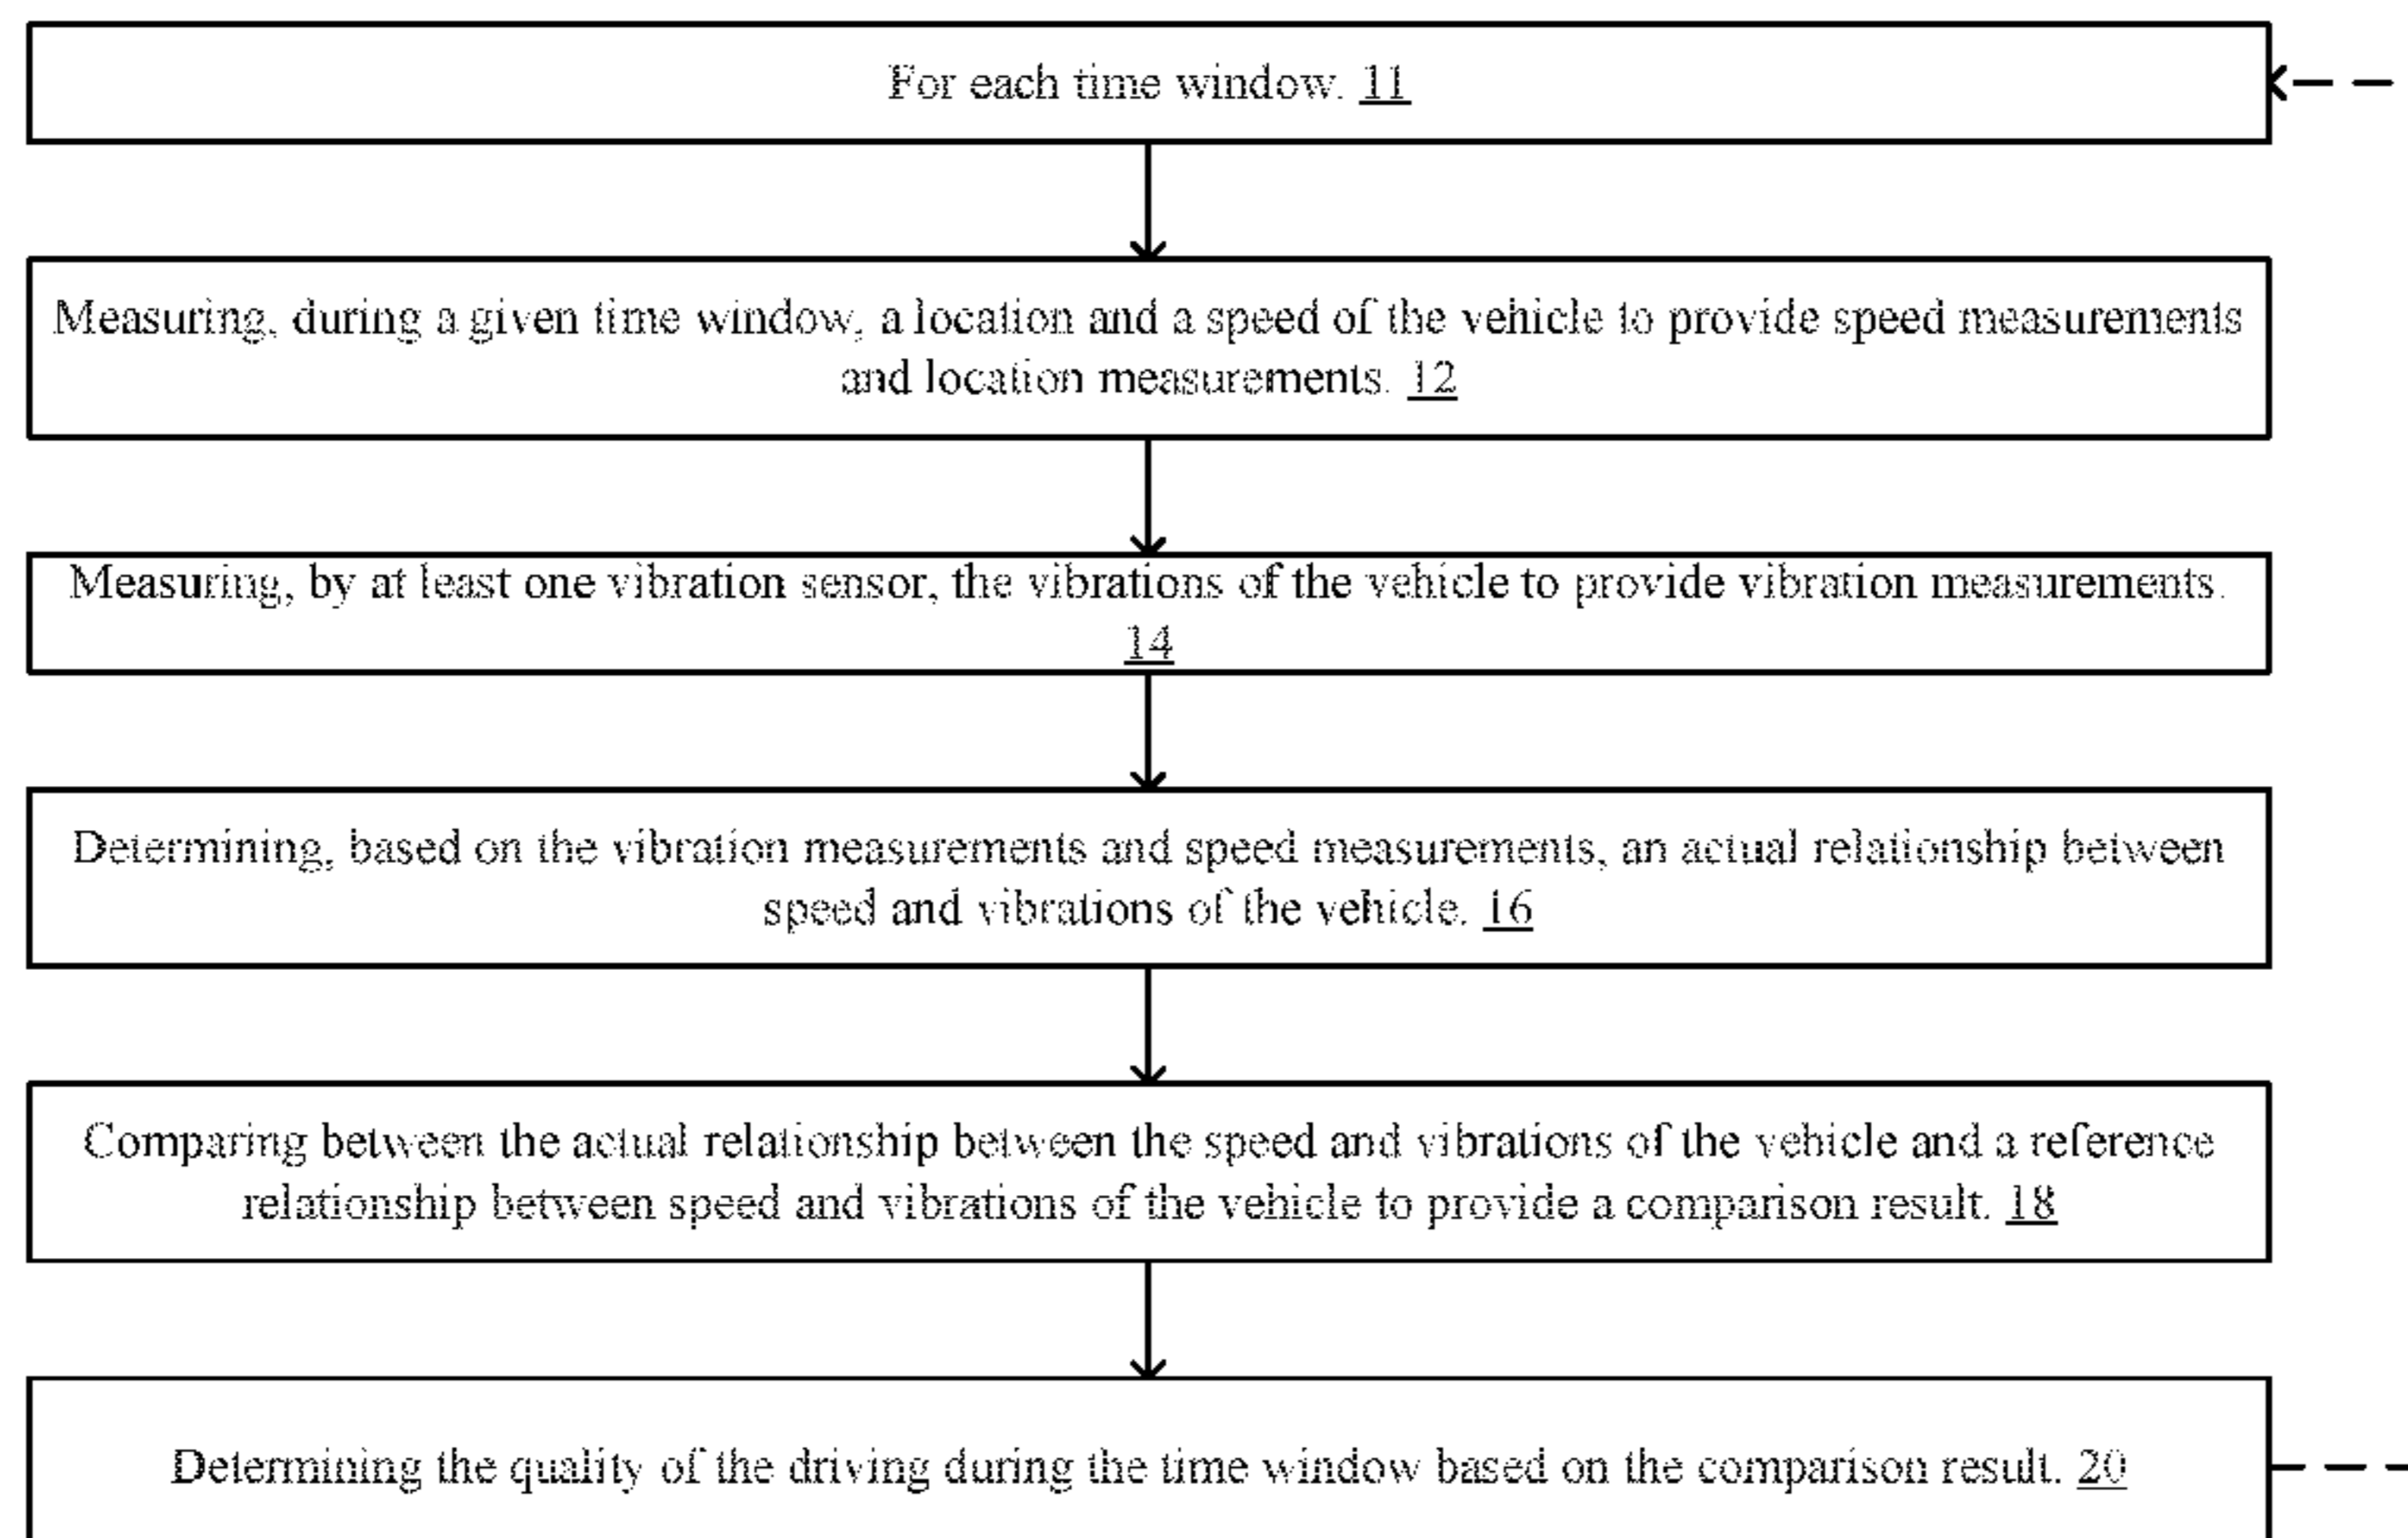 For each time window. 11
Measuring, during a given time window, a location and a speed of the vehicle to provide speed measurements
and location measurements. 12
Measuring, by at least one vibration sensor, the vibrations of the vehicle to provide vibration measurements.
14
Determining, based on the vibration measurements and speed measurements, an actual relationship between
speed and vibrations of the vehicle. 16
Comparing between the actual relationship between the speed and vibrations of the vehicle and a reference
relationship between speed and vibrations of the vehicle to provide a comparison result. 18
Determining the quality of the driving during the time window based on the comparison result. 20